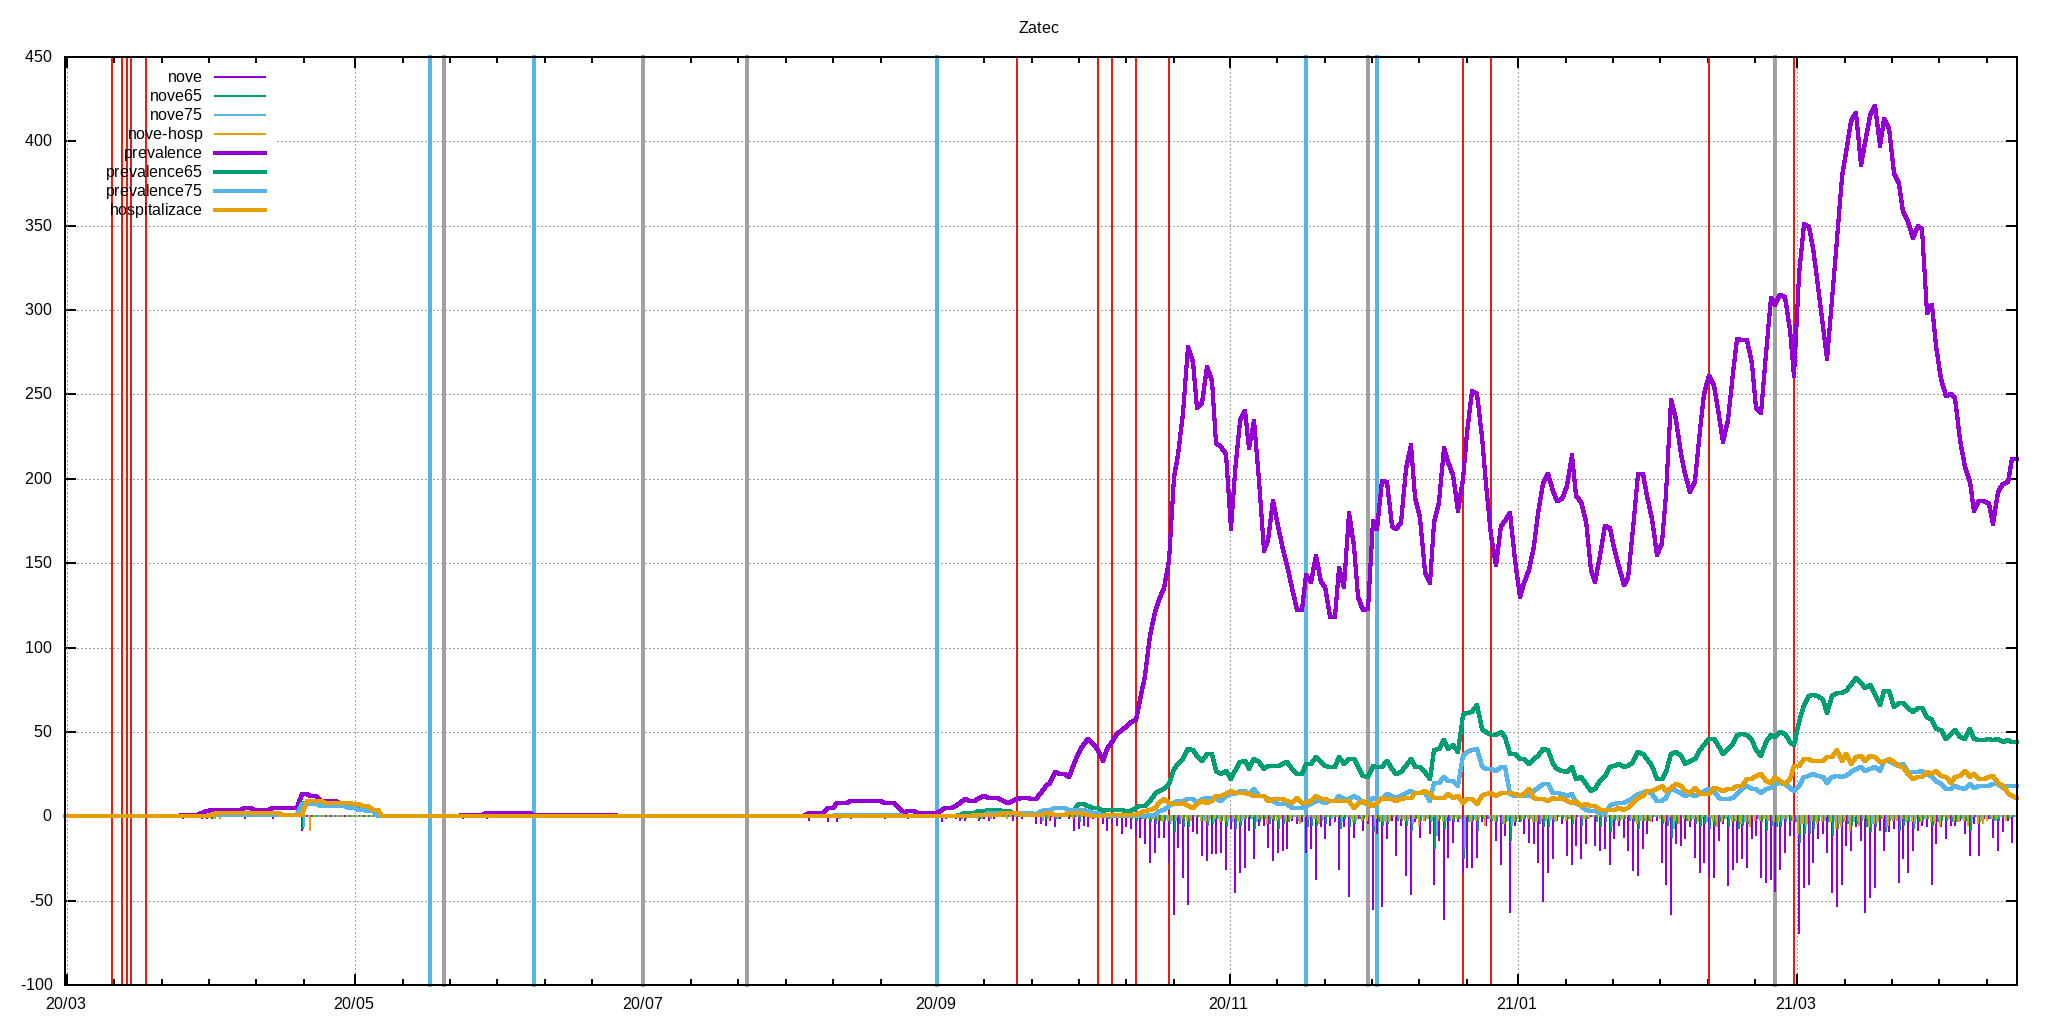 Zatec
450
400
350
300
250
200
150
100
50
0
-50
-100
nove
nove65
nove75
nove-hosp
prevalence
prevalence65
prevalence75
hospitalizace
20/03 20/05 20/07 20/09 20/11 21/01 21/03